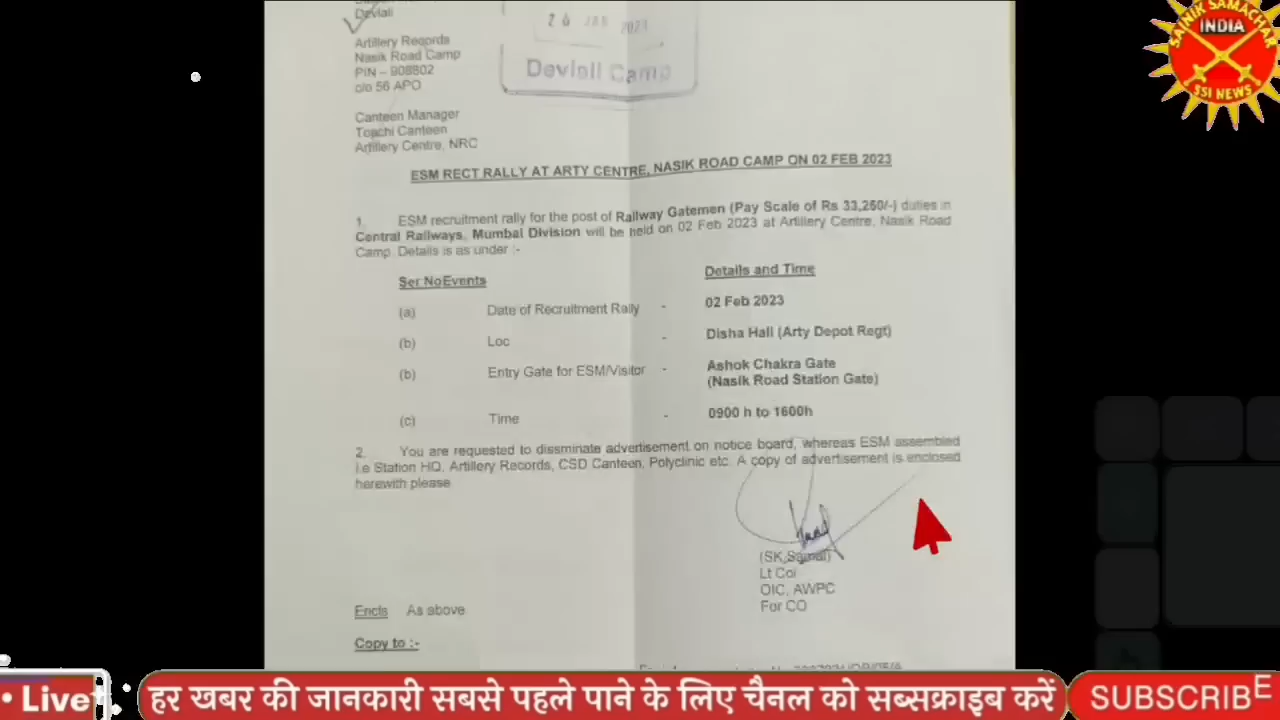 Devlali
24 JAN 2023
Devlali Camp
Artillery Records
Nasik Road Camp
PIN – 908802
c/o 56 APO
Canteen Manager
Topchi Canteen
Artillery Centre, NRC
SAINIK SAMACHAR
INDIA
SSI NEWS
ESM RECT RALLY AT ARTY CENTRE, NASIK ROAD CAMP ON 02 FEB 2023
1. ESM recruitment rally for the post of Railway Gatemen (Pay Scale of Rs 33,250/-) duties in
Central Railways, Mumbai Division will be held on 02 Feb 2023 at Artillery Centre, Nasik Road
Camp. Details is as under :-
Ser No Events Details and Time
(a) Date of Recruitment Rally - 02 Feb 2023
(b) Loc - Disha Hall (Arty Depot Regt)
(b) Entry Gate for ESM/Visitor - Ashok Chakra Gate
(Nasik Road Station Gate)
(c) Time - 0900 h to 1600h
2. You are requested to dissminate advertisement on notice board, whereas ESM assembled
i.e Station HQ, Artillery Records, CSD Canteen, Polyclinic etc. A copy of advertisement is enclosed
herewith please
(SK Samal)
Lt Col
OIC, AWPC
For CO
Encls As above
Copy to :-
• Live
हर खबर की जानकारी सबसे पहले पाने के लिए चैनल को सब्सक्राइब करें
SUBSCRIBE